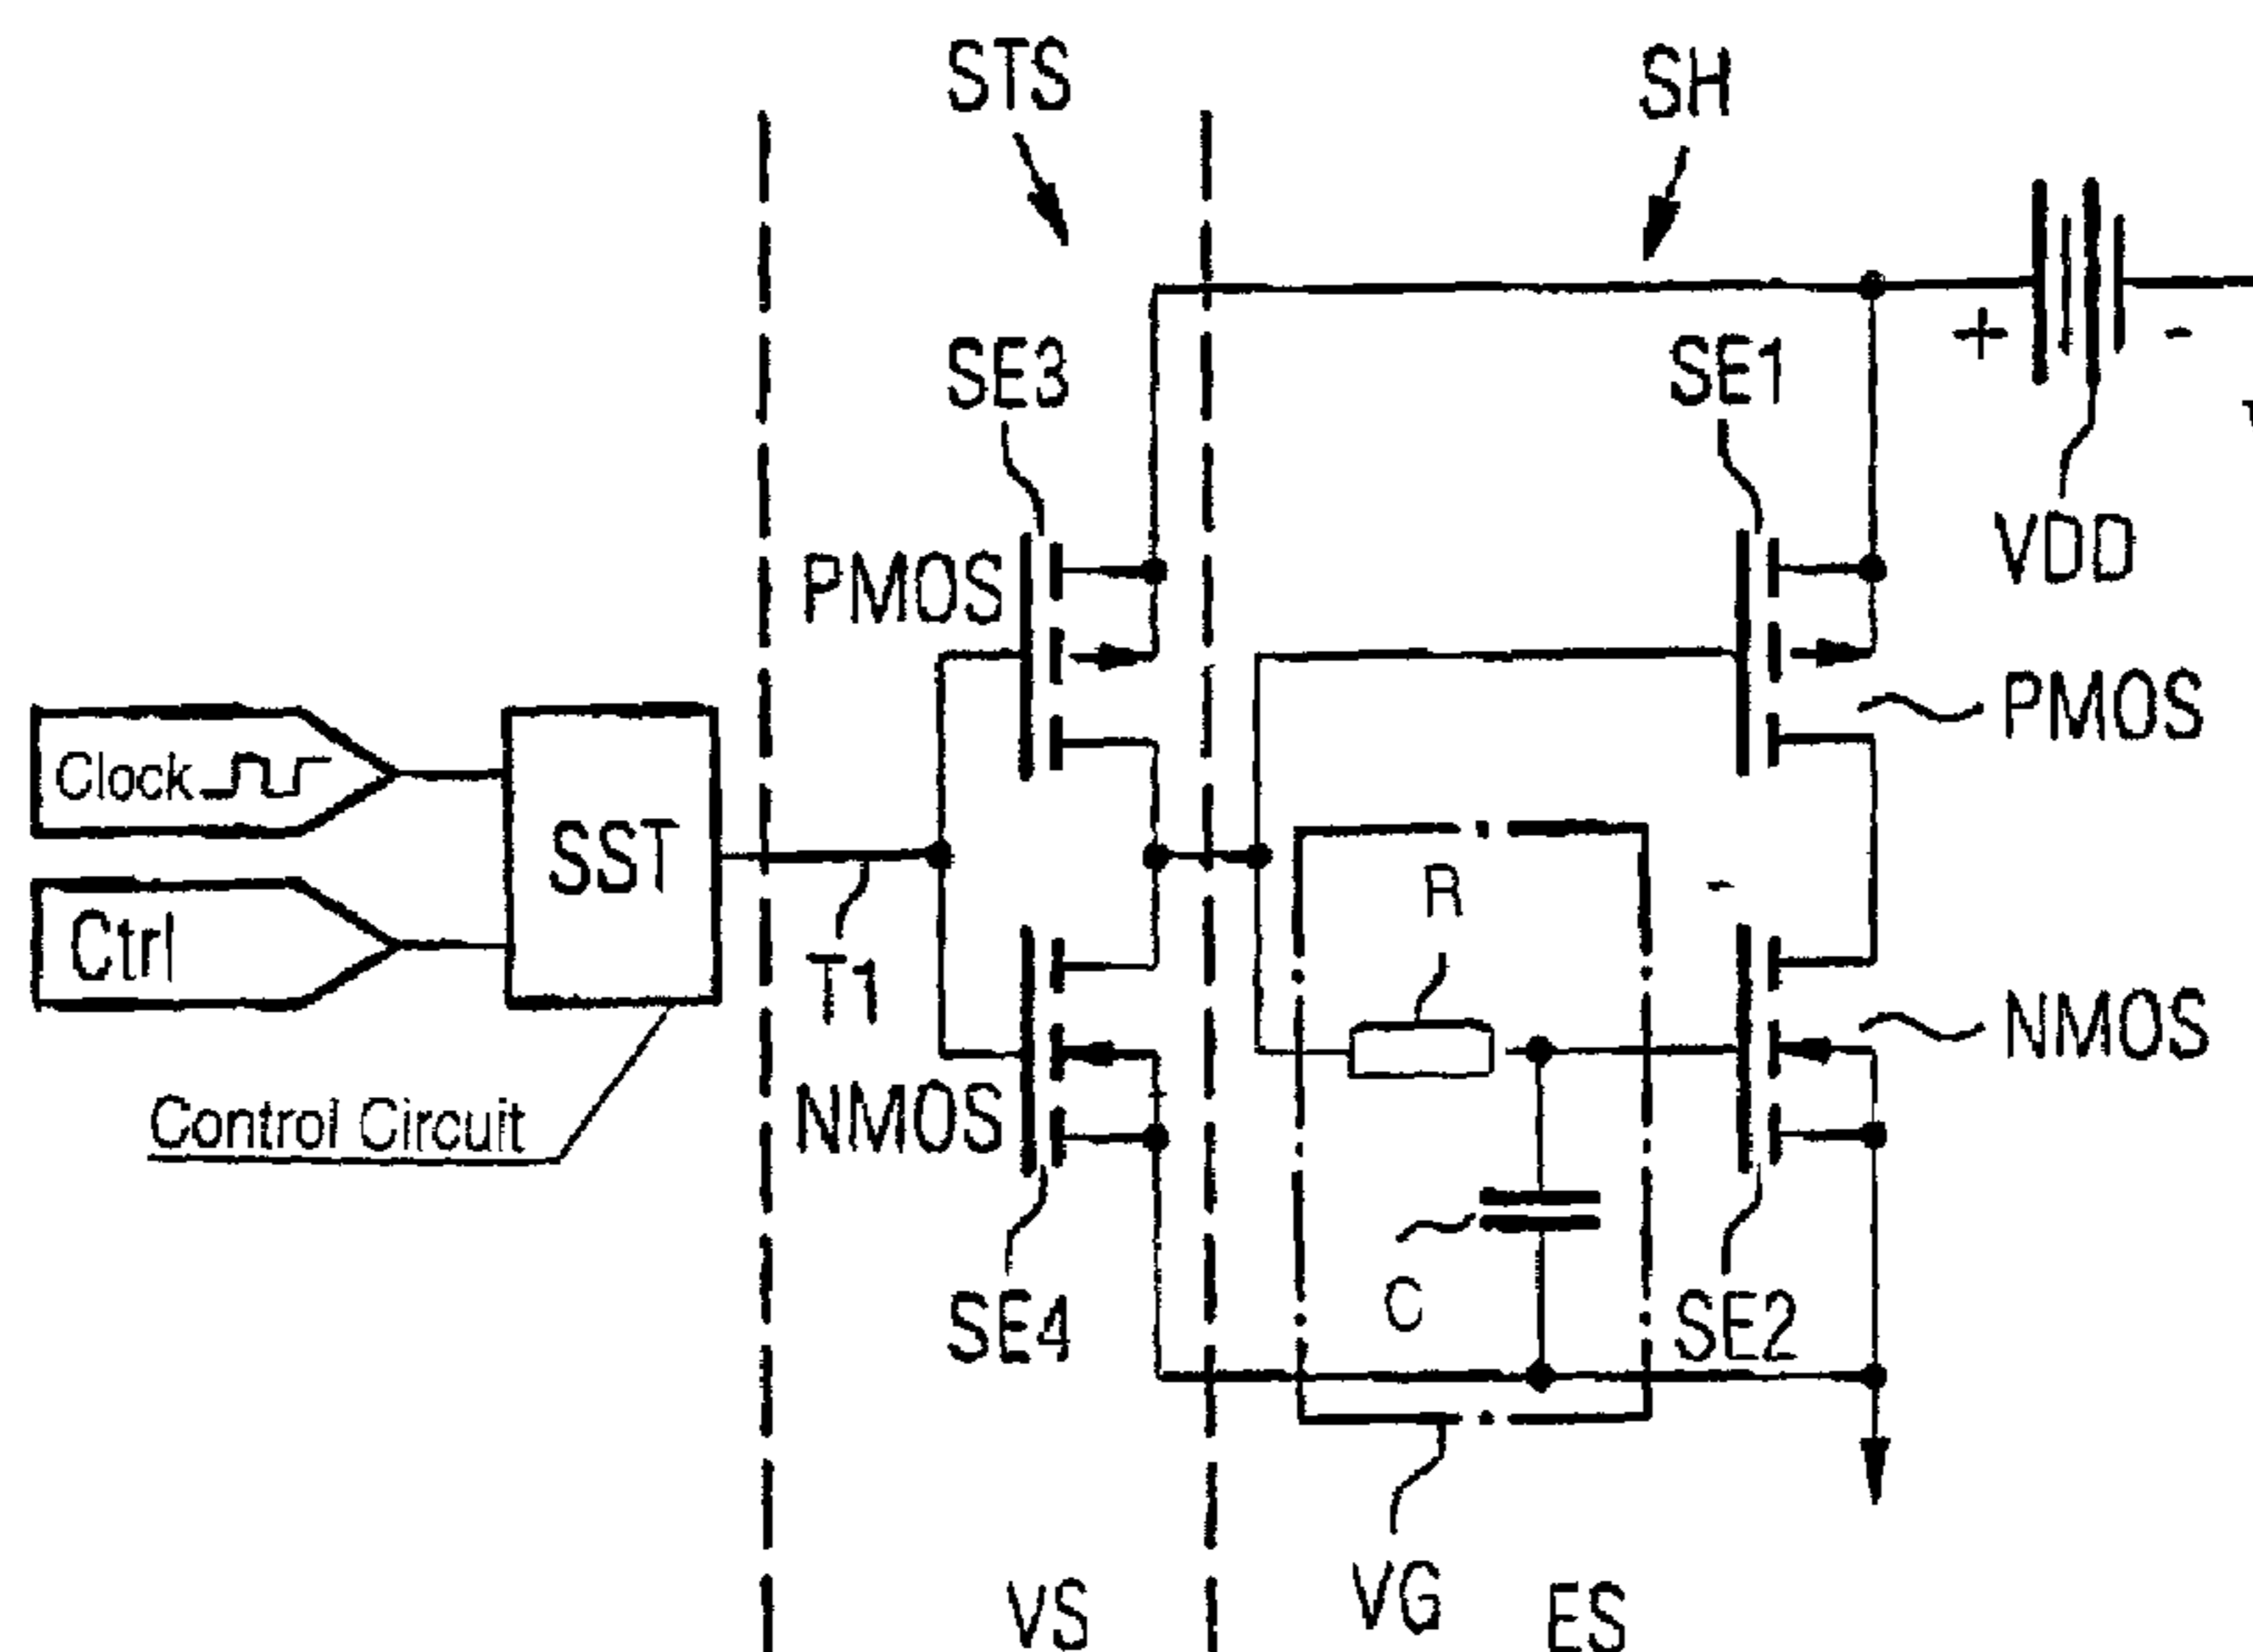 STS
SH
SE3
SE1
+ -
VDD
PMOS
PMOS
Clock
SST
R
Ctrl
T1
NMOS
Control Circuit
NMOS
C
SE4
SE2
VG
VS
ES